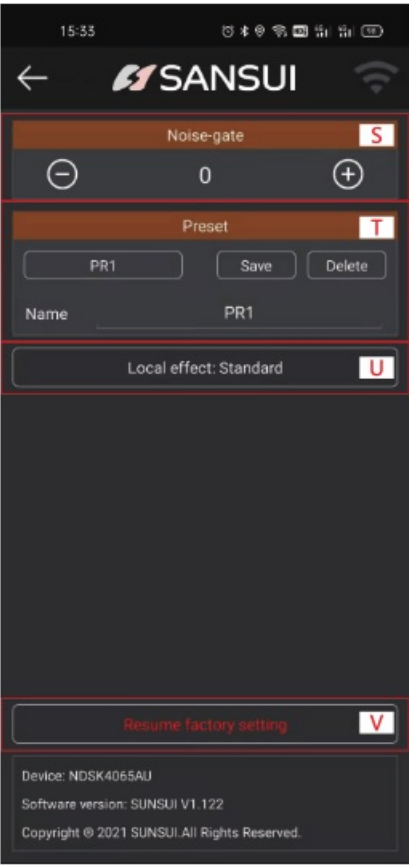 15:33
SANSUI
Noise-gate S
0
Preset T
PR1 Save Delete
Name PR1
Local effect: Standard U
Resume factory setting V
Device: NDSK4065AU
Software version: SUNSUI V1.122
Copyright © 2021 SUNSUI.All Rights Reserved.